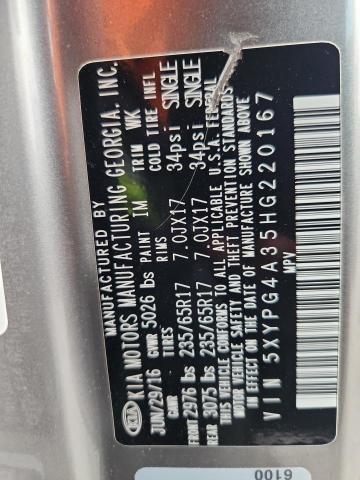 MANUFACTURED BY
KIA KIA MOTORS MANUFACTURING GEORGIA, INC.
JUN/29/16 GVWR 5026 lbs PAINT IM TRIM WK
GAWR TIRES RIMS COLD TIRE INFL
FRONT 2976 lbs 235/65R17 7.0JX17 34psi SINGLE
REAR 3075 lbs 235/65R17 7.0JX17 34psi SINGLE
THIS VEHICLE CONFORMS TO ALL APPLICABLE U.S.A. FEDERAL
MOTOR VEHICLE SAFETY AND THEFT PREVENTION STANDARDS
IN EFFECT ON THE DATE OF MANUFACTURE SHOWN ABOVE
VIN 5XYPG4A35HG220167
MPV
6100